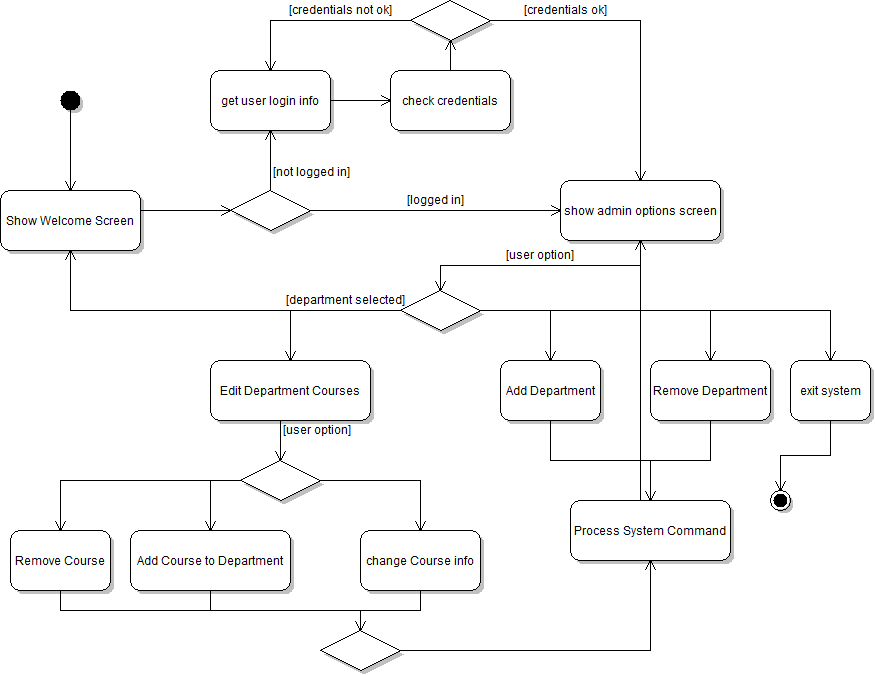 [credentials not ok]
[credentials ok]
get user login info
check credentials
[not logged in]
[logged in]
Show Welcome Screen
show admin options screen
[user option]
[department selected]
Edit Department Courses
Add Department
Remove Department
exit system
[user option]
Process System Command
Remove Course
Add Course to Department
change Course info